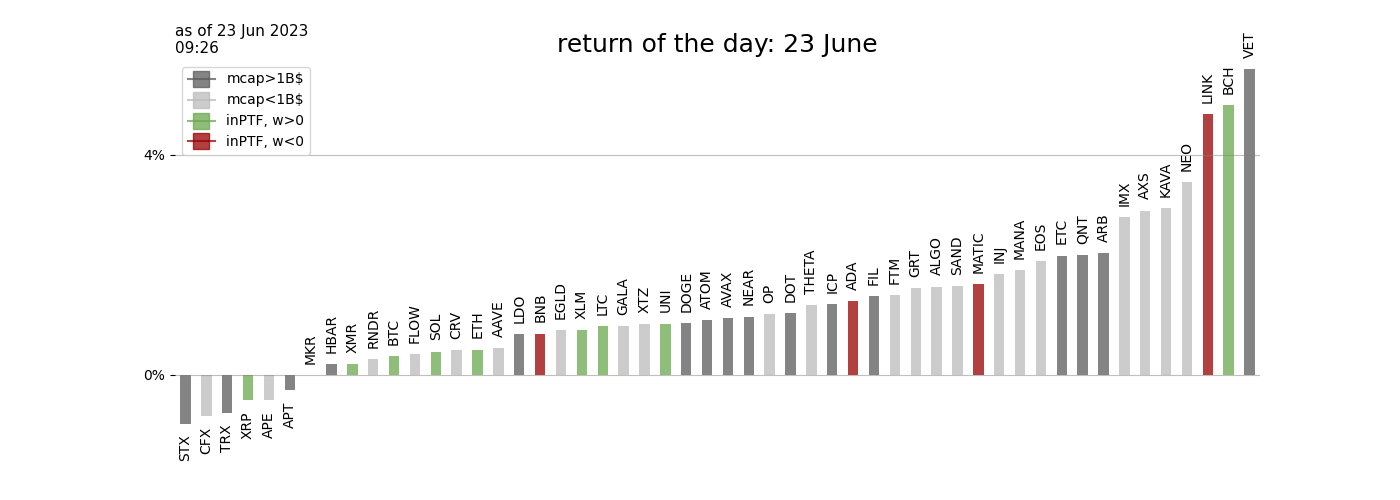 as of 23 Jun 2023
09:26
return of the day: 23 June
mcap>1B$
mcap<1B$
inPTF, w>0
inPTF, w<0
4%
0%
STX
CFX
TRX
XRP
APE
APT
MKR
HBAR
XMR
RNDR
BTC
FLOW
SOL
CRV
ETH
AAVE
LDO
BNB
EGLD
XLM
LTC
GALA
XTZ
UNI
DOGE
ATOM
AVAX
NEAR
OP
DOT
THETA
ICP
ADA
FIL
FTM
GRT
ALGO
SAND
MATIC
INJ
MANA
EOS
ETC
QNT
ARB
IMX
AXS
KAVA
NEO
LINK
BCH
VET